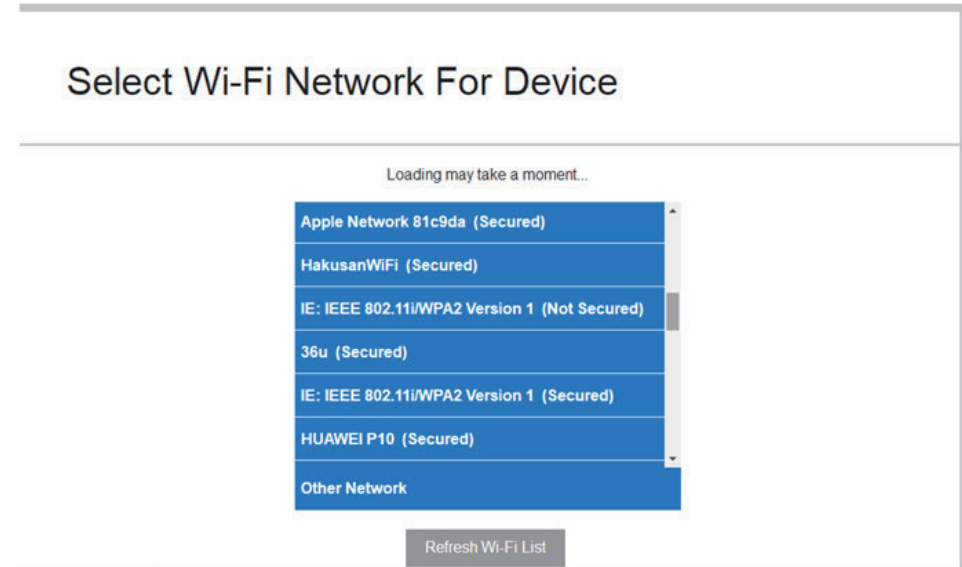 Select Wi-Fi Network For Device
Loading may take a moment...
Apple Network 81c9da (Secured)
HakusanWiFi (Secured)
IE: IEEE 802.11i/WPA2 Version 1 (Not Secured)
36u (Secured)
IE: IEEE 802.11i/WPA2 Version 1 (Secured)
HUAWEI P10 (Secured)
Other Network
Refresh Wi-Fi List